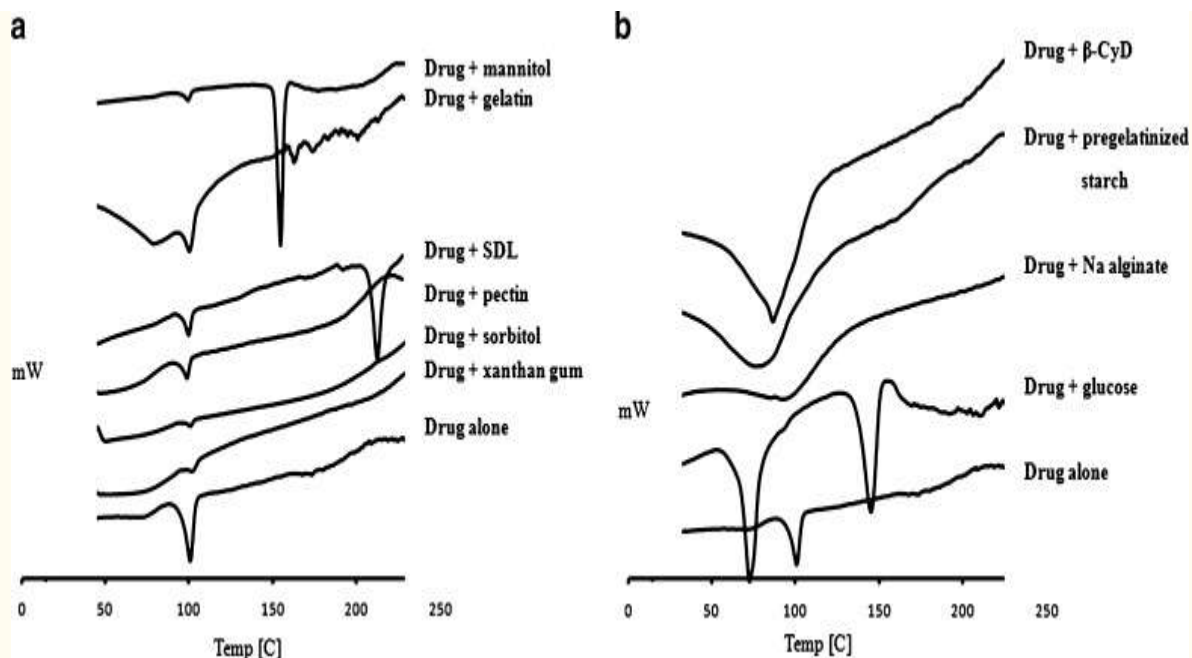 a
Drug + mannitol
Drug + gelatin
Drug + SDL
Drug + pectin
Drug + sorbitol
Drug + xanthan gum
Drug alone
mW
0 50 100 150 200 250
Temp [C]
b
Drug + β-CyD
Drug + pregelatinized
starch
Drug + Na alginate
Drug + glucose
Drug alone
mW
0 50 100 150 200 250
Temp [C]